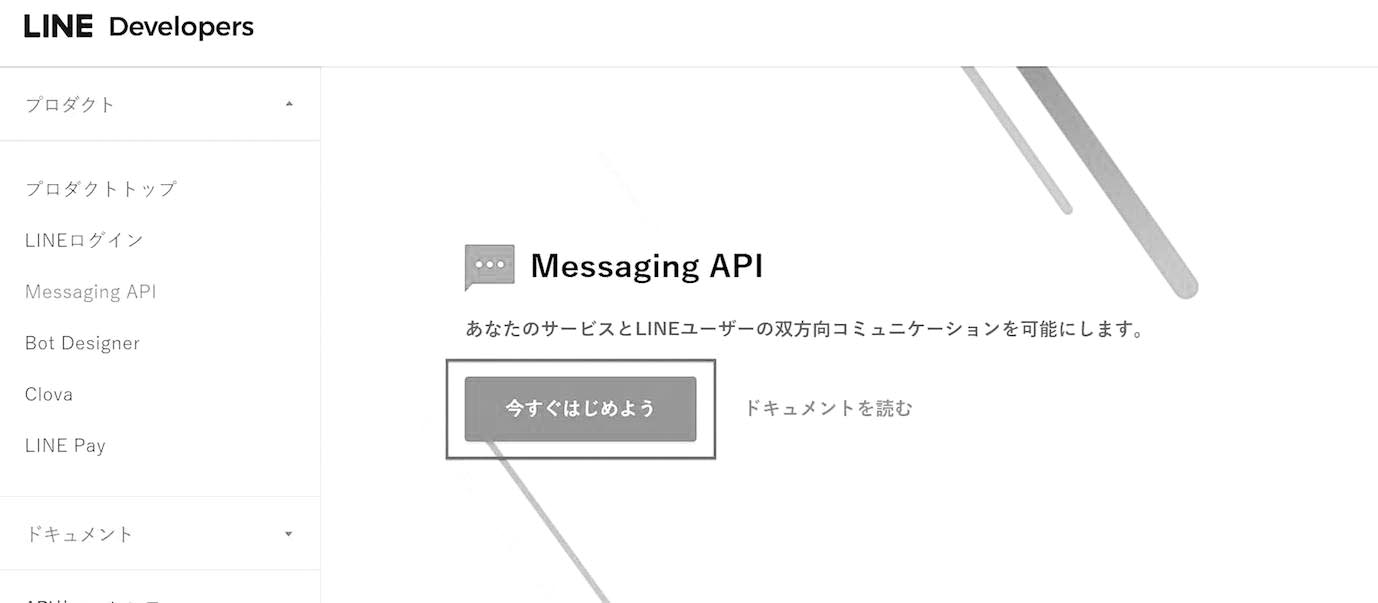 LINE Developers
プロダクト
プロダクトトップ
LINEログイン
Messaging API
Bot Designer
Clova
LINE Pay
ドキュメント
Messaging API
あなたのサービスとLINEユーザーの双方向コミュニケーションを可能にします。
今すぐはじめよう
ドキュメントを読む